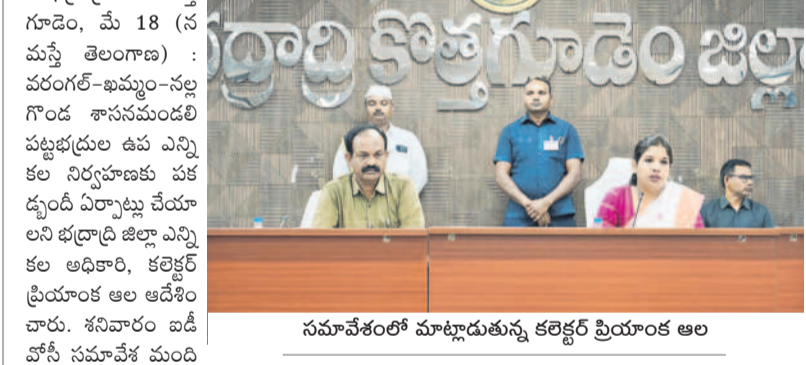 గూడెం, మే 18 (న
మస్తే తెలంగాణ) :
వరంగల్-ఖమ్మం-నల్ల
గొండ శాసనమండలి
పట్టభద్రుల ఉప ఎన్ని
కల నిర్వహణకు పక
డ్బందీ ఏర్పాట్లు చేయా
లని భద్రాద్రి జిల్లా ఎన్ని
కల అధికారి, కలెక్టర్
ప్రియాంక ఆల ఆదేశిం
చారు. శనివారం ఐడీ
వోసీ సమావేశ మంది
ద్రాద్రి కొత్తగూడెం జిల్లా
సమావేశంలో మాట్లాడుతున్న కలెక్టర్ ప్రియాంక ఆల